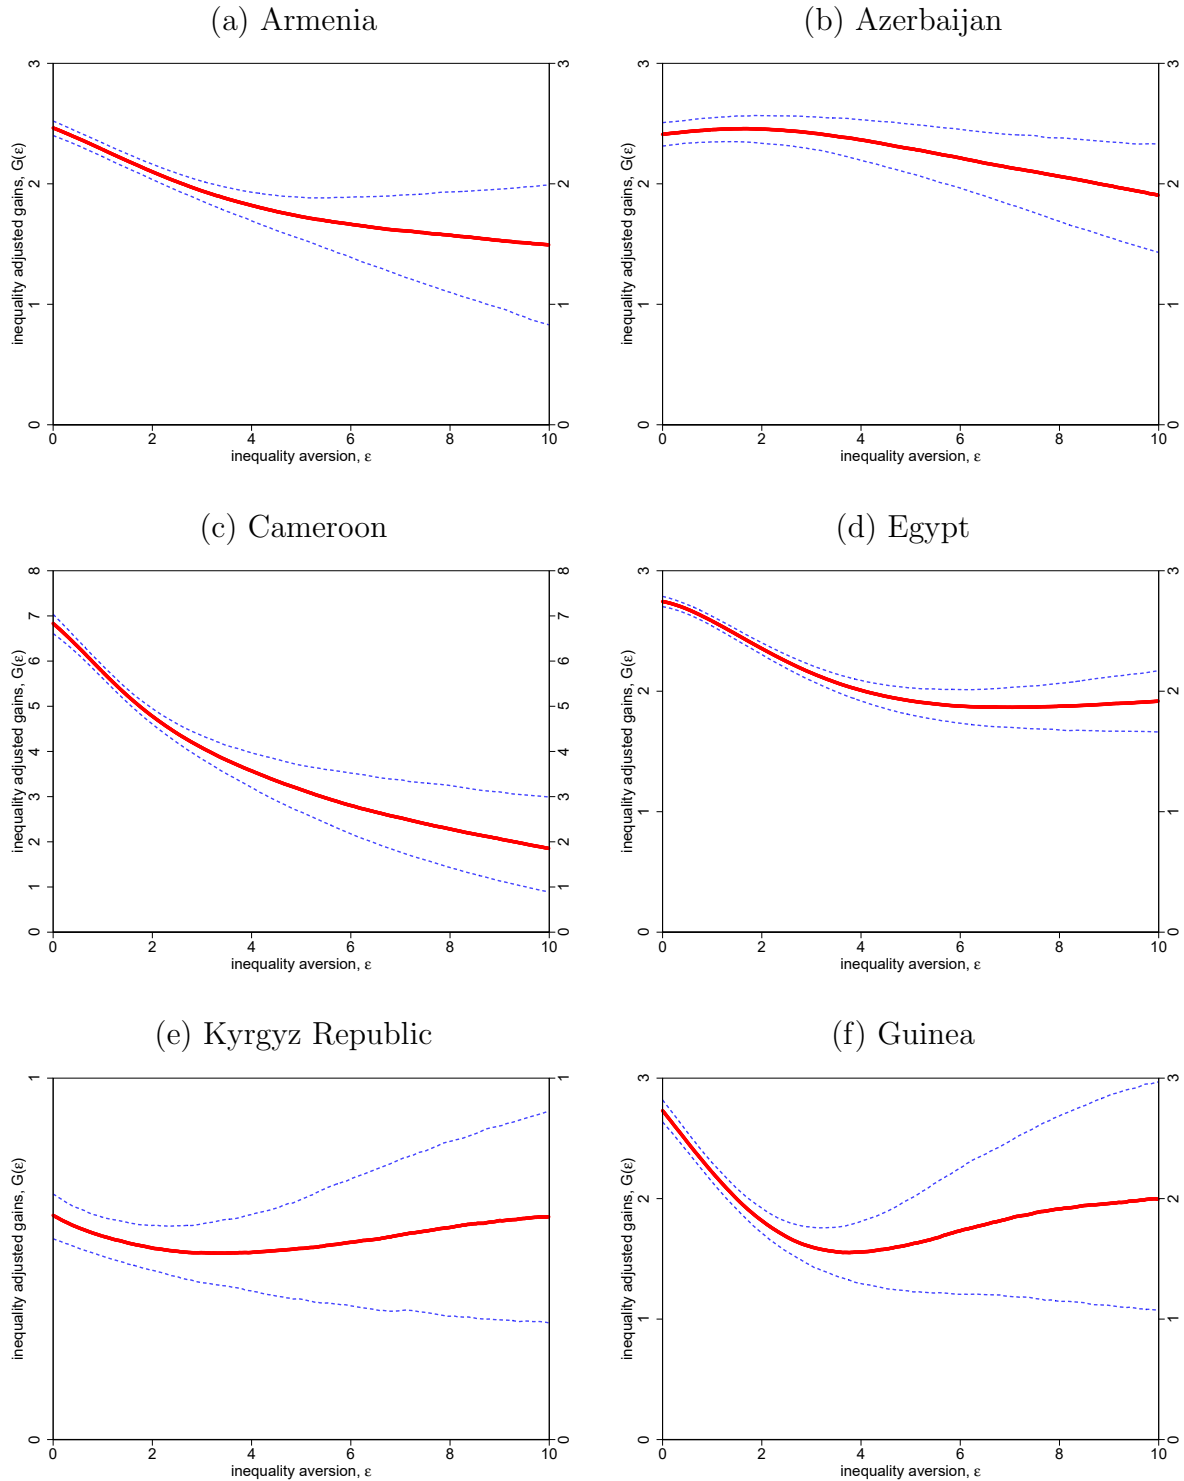 (a) Armenia
3
2
1
0
3
2
1
0
0 2 4 6 8 10
inequality adjusted gains, G(ε)
inequality aversion, ε
(b) Azerbaijan
3
2
1
0
3
2
1
0
0 2 4 6 8 10
inequality adjusted gains, G(ε)
inequality aversion, ε
(c) Cameroon
8
7
6
5
4
3
2
1
0
8
7
6
5
4
3
2
1
0
0 2 4 6 8 10
inequality adjusted gains, G(ε)
inequality aversion, ε
(d) Egypt
3
2
1
0
3
2
1
0
0 2 4 6 8 10
inequality adjusted gains, G(ε)
inequality aversion, ε
(e) Kyrgyz Republic
1
0
1
0
0 2 4 6 8 10
inequality adjusted gains, G(ε)
inequality aversion, ε
(f) Guinea
3
2
1
0
3
2
1
0
0 2 4 6 8 10
inequality adjusted gains, G(ε)
inequality aversion, ε